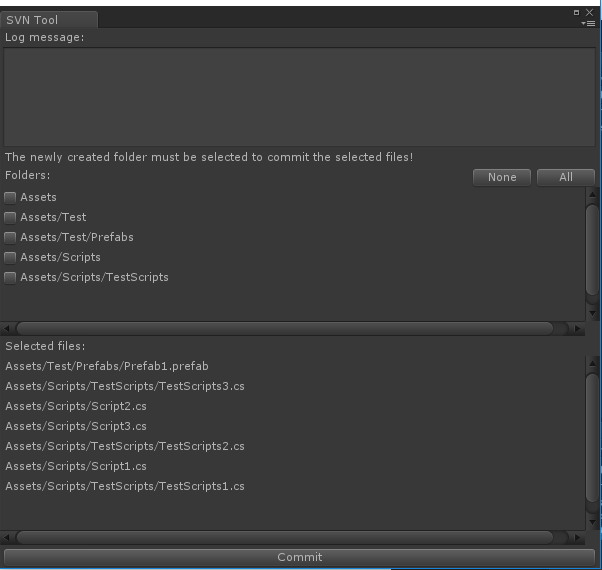 SVN Tool
Log message:
The newly created folder must be selected to commit the selected files!
Folders:
None
All
Assets
Assets/Test
Assets/Test/Prefabs
Assets/Scripts
Assets/Scripts/TestScripts
Selected files:
Assets/Test/Prefabs/Prefab1.prefab
Assets/Scripts/TestScripts/TestScripts3.cs
Assets/Scripts/Script2.cs
Assets/Scripts/Script3.cs
Assets/Scripts/TestScripts/TestScripts2.cs
Assets/Scripts/Script1.cs
Assets/Scripts/TestScripts/TestScripts1.cs
Commit